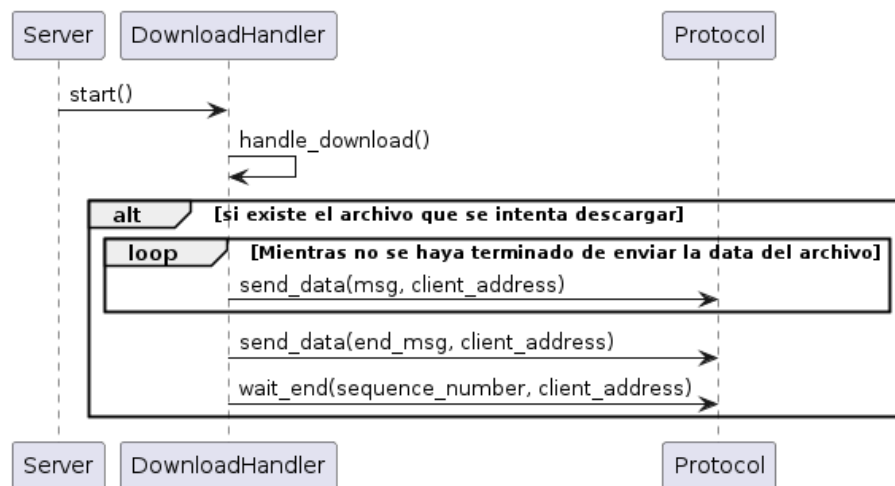 Server DownloadHandler Protocol
start()
handle_download()
alt [si existe el archivo que se intenta descargar]
loop [Mientras no se haya terminado de enviar la data del archivo]
send_data(msg, client_address)
send_data(end_msg, client_address)
wait_end(sequence_number, client_address)
Server DownloadHandler Protocol